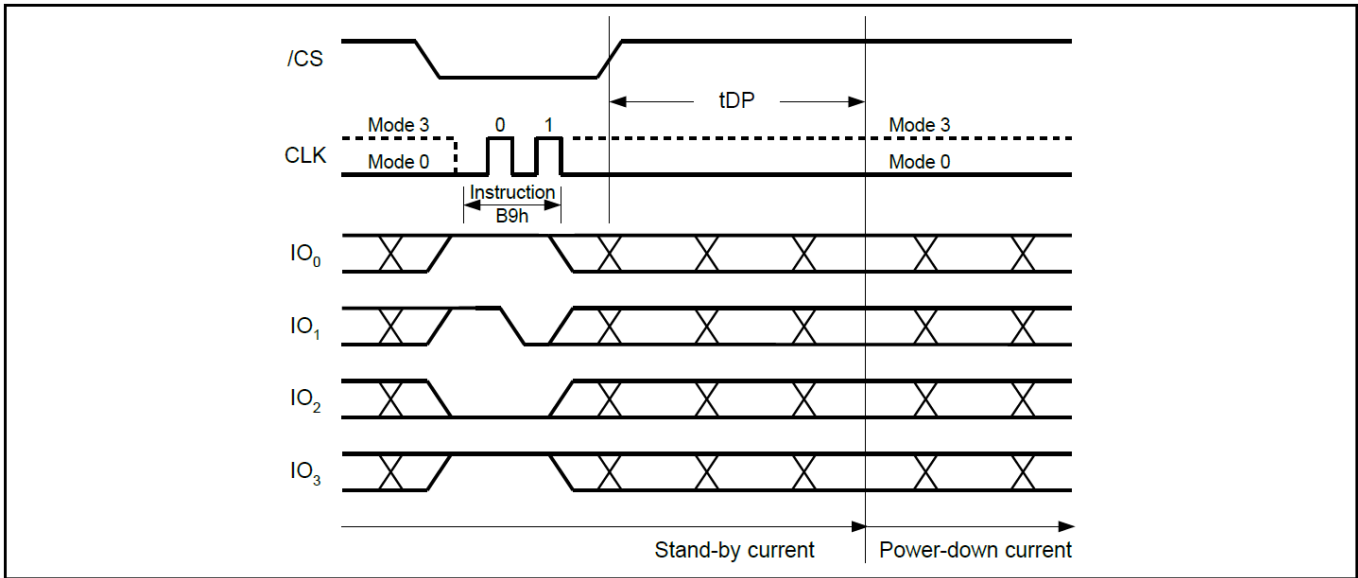 /CS
tDP
Mode 3 0 1 Mode 3
CLK
Mode 0 Mode 0
Instruction
B9h
IO0
IO1
IO2
IO3
Stand-by current Power-down current